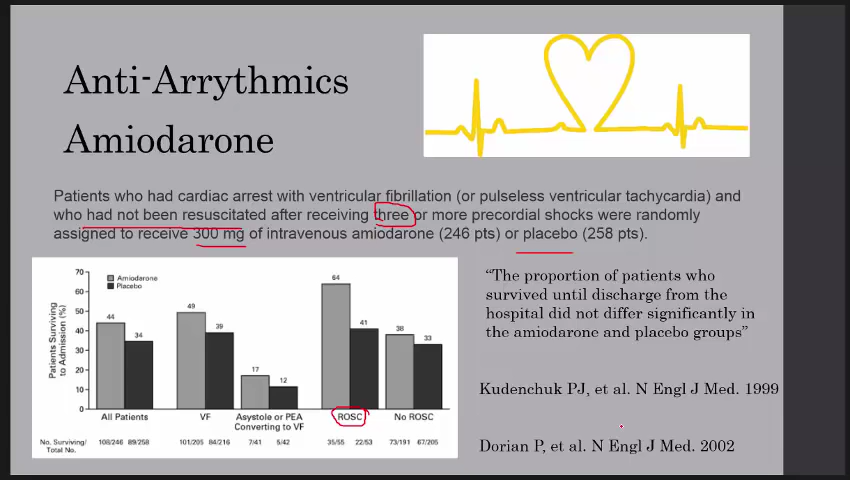 Anti-Arrythmics
Amiodarone
Patients who had cardiac arrest with ventricular fibrillation (or pulseless ventricular tachycardia) and
who had not been resuscitated after receiving three or more precordial shocks were randomly
assigned to receive 300 mg of intravenous amiodarone (246 pts) or placebo (258 pts).
Patients Surviving
to Admission (%)
70
60
50
40
30
20
10
0
Amioderone
Placebo
44 34
49 39
17 12
64 41
38 33
All Patients
VF
Asystole or PEA
Converting to VF
ROSC
No ROSC
No. Surviving/
Total No.
108/246 89/258
101/205 84/216
7/41 5/42
35/55 22/53
73/191 67/205
“The proportion of patients who
survived until discharge from the
hospital did not differ significantly in
the amiodarone and placebo groups”
Kudenchuk PJ, et al. N Engl J Med. 1999
Dorian P, et al. N Engl J Med. 2002